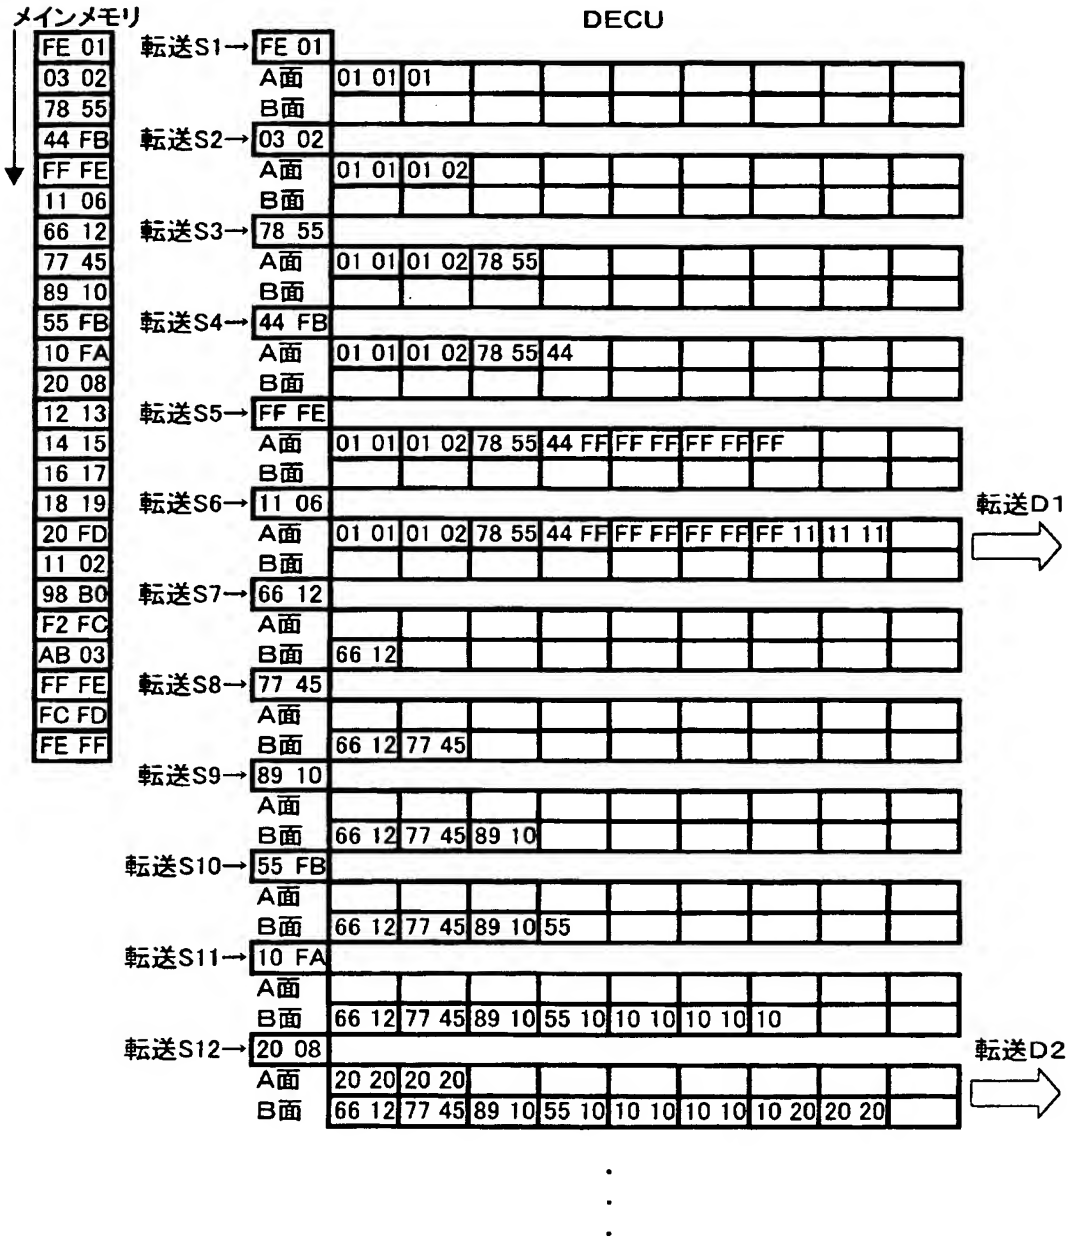 メインメモリ
DECU
FE 01 転送S1→ FE 01
03 02 A面 01 01 01
78 55 B面
44 FB 転送S2→ 03 02
FF FE A面 01 01 01 02
11 06 B面
66 12 転送S3→ 78 55
77 45 A面 01 01 01 02 78 55
89 10 B面
55 FB 転送S4→ 44 FB
10 FA A面 01 01 01 02 78 55 44
20 08 B面
12 13 転送S5→ FF FE
14 15 A面 01 01 01 02 78 55 44 FF FF FF FF FF FF
16 17 B面
18 19 転送S6→ 11 06 転送D1
20 FD A面 01 01 01 02 78 55 44 FF FF FF FF FF FF 11 11 11
11 02 B面
98 B0 転送S7→ 66 12
F2 FC A面
AB 03 B面 66 12
FF FE 転送S8→ 77 45
FC FD A面
FE FF B面 66 12 77 45
転送S9→ 89 10
A面
B面 66 12 77 45 89 10
転送S10→ 55 FB
A面
B面 66 12 77 45 89 10 55
転送S11→ 10 FA
A面
B面 66 12 77 45 89 10 55 10 10 10 10 10 10
転送S12→ 20 08 転送D2
A面 20 20 20 20
B面 66 12 77 45 89 10 55 10 10 10 10 10 10 20 20 20